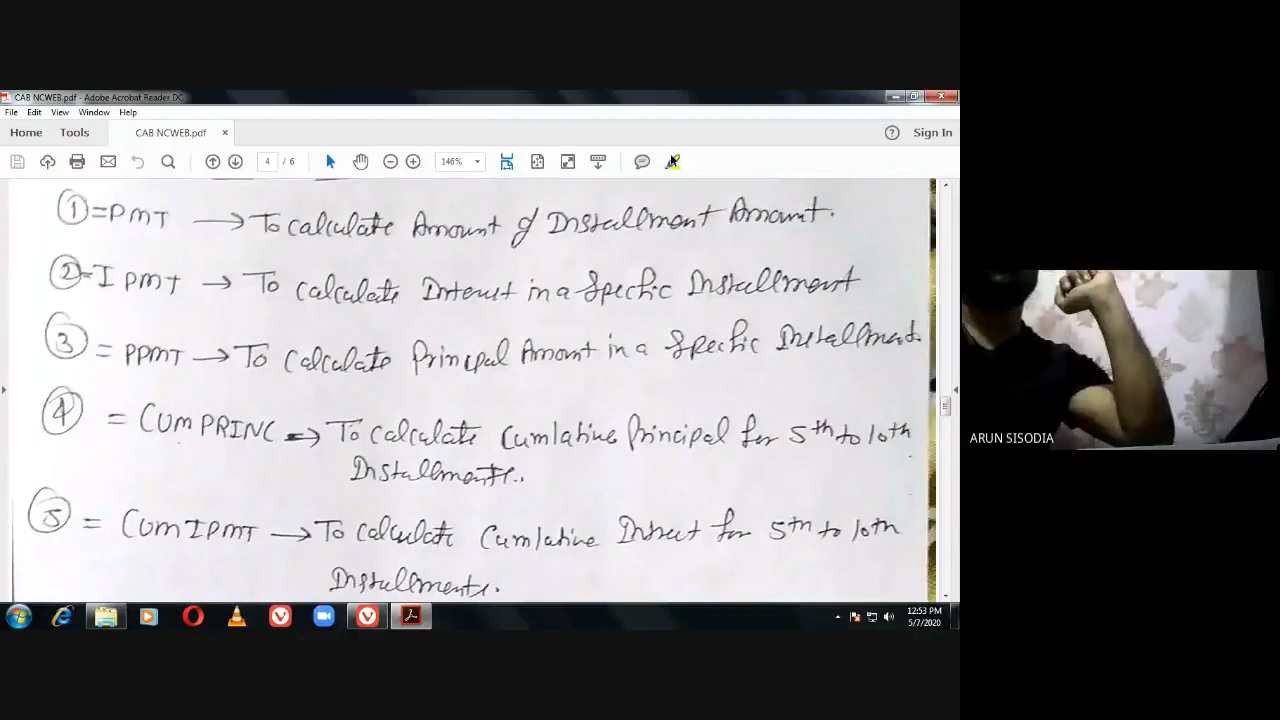 CAB NCWEB.pdf - Adobe Acrobat Reader DC
File Edit View Window Help
Home Tools CAB NCWEB.pdf × Sign In
4 / 6 146%
① =PMT → To calculate Amount of Installment Amount.
② =IPMT → To calculate Interest in a Specific Installment
③ = PPMT → To calculate Principal Amount in a Specific Installment.
④ = CUMPRINC → To calculate Cumlative Principal for 5th to 10th
Installments..
⑤ = CUMIPMT → To calculate Cumlative Intrest for 5th to 10th
Installments.
ARUN SISODIA
12:53 PM
5/7/2020